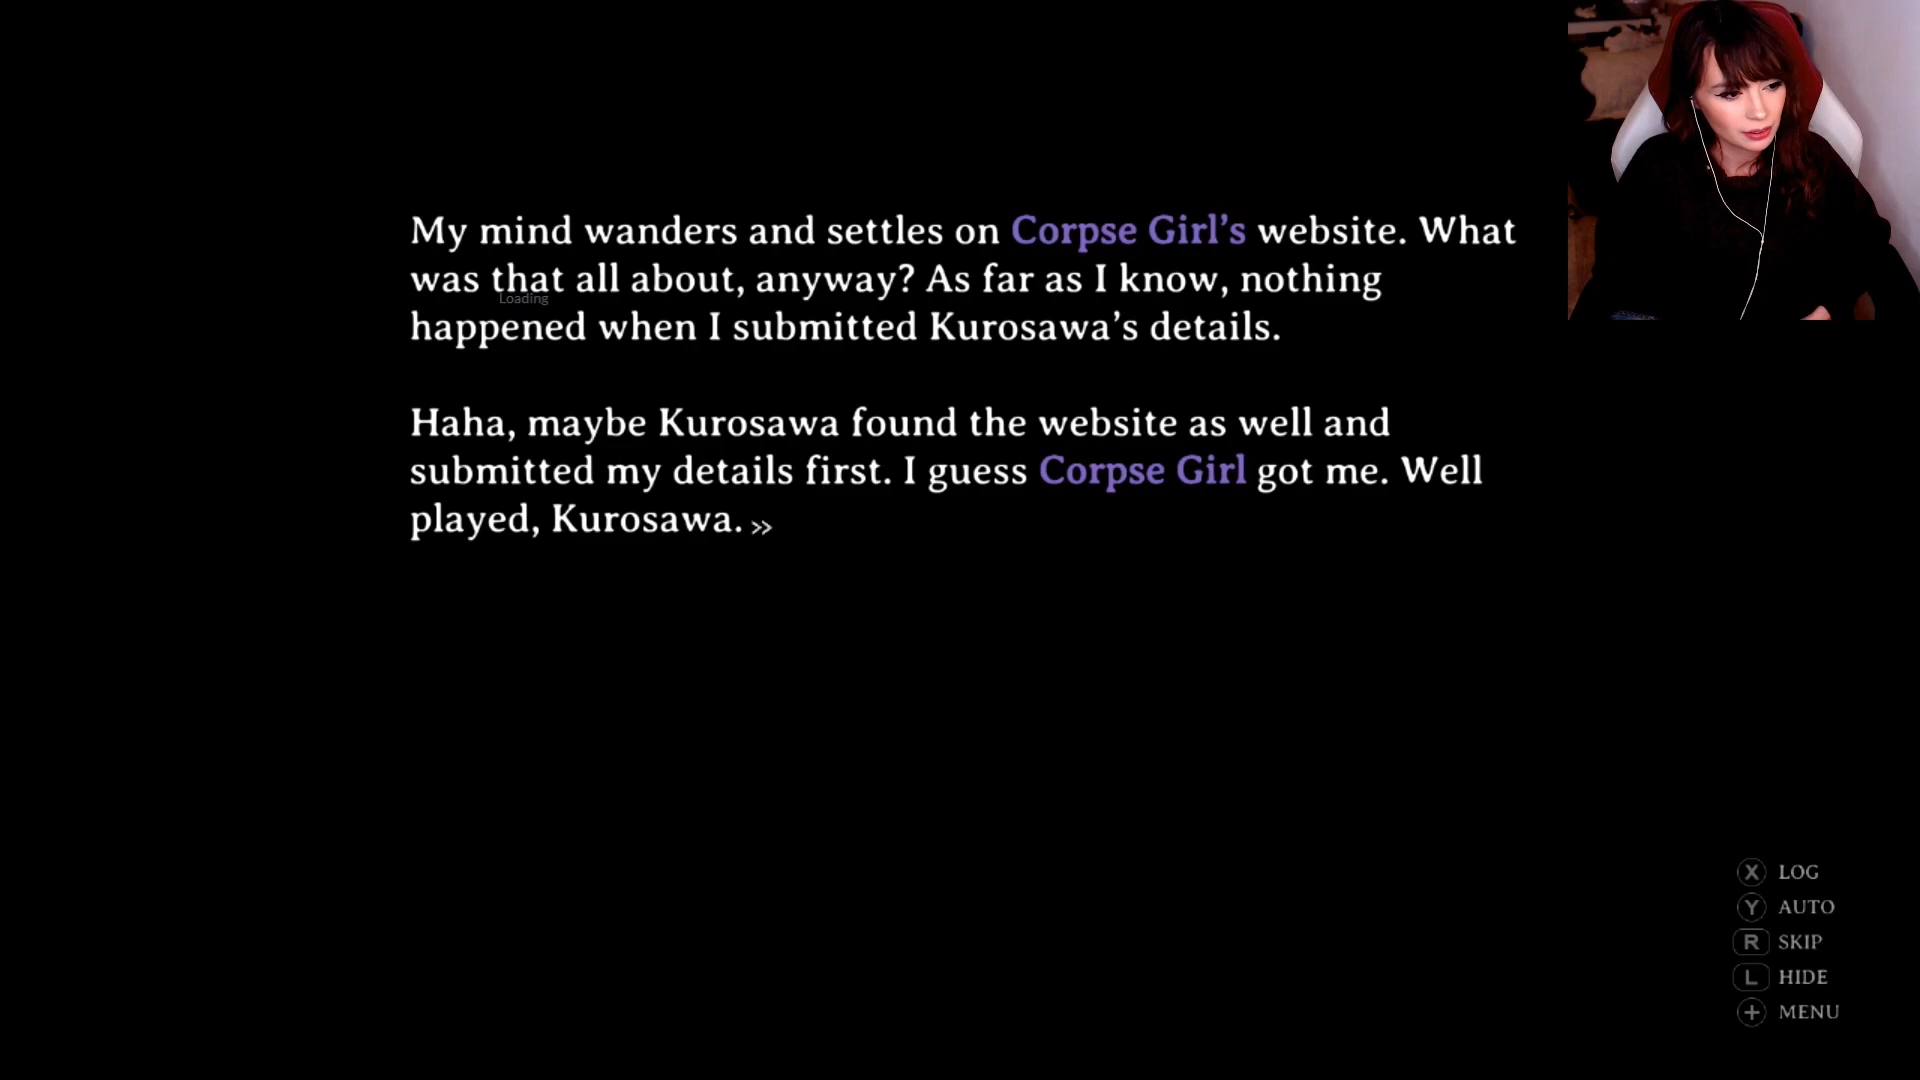 My mind wanders and settles on Corpse Girl’s website. What
was that all about, anyway? As far as I know, nothing
Loading
happened when I submitted Kurosawa’s details.
Haha, maybe Kurosawa found the website as well and
submitted my details first. I guess Corpse Girl got me. Well
played, Kurosawa. »
X LOG
Y AUTO
R SKIP
L HIDE
+ MENU